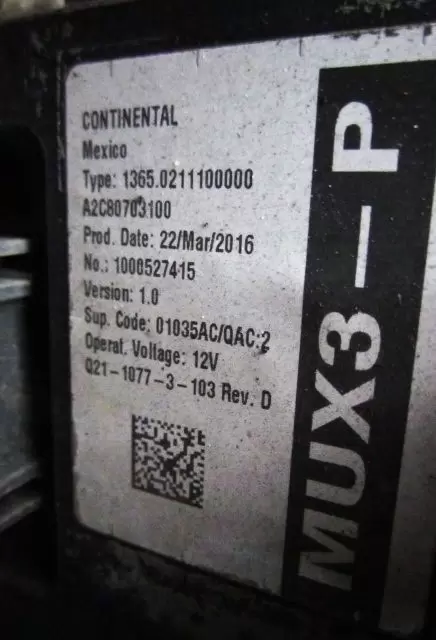 CONTINENTAL
Mexico
Type: 1365.0211100000
A2C80703100
Prod. Date: 22/Mar/2016
No.: 1000527415
Version: 1.0
Sup. Code: 01035AC/QAC:2
Operat. Voltage: 12V
Q21-1077-3-103 Rev. D
MUX3-P